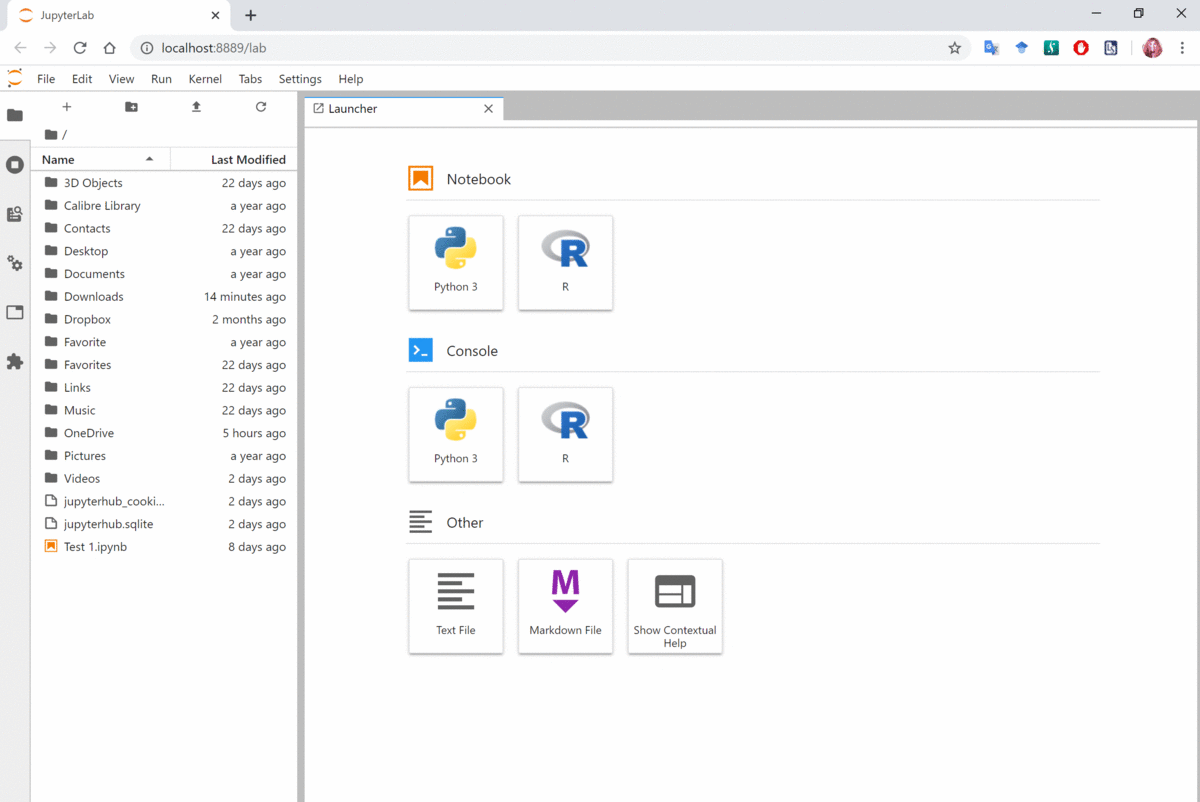 JupyterLab
localhost:8889/lab
File Edit View Run Kernel Tabs Settings Help
Launcher
/
Name Last Modified
3D Objects 22 days ago
Calibre Library a year ago
Contacts 22 days ago
Desktop a year ago
Documents a year ago
Downloads 14 minutes ago
Dropbox 2 months ago
Favorite a year ago
Favorites 22 days ago
Links 22 days ago
Music 22 days ago
OneDrive 5 hours ago
Pictures a year ago
Videos 2 days ago
jupyterhub_cooki... 2 days ago
jupyterhub.sqlite 2 days ago
Test 1.ipynb 8 days ago
Notebook
Python 3 R
Console
Python 3 R
Other
Text File Markdown File Show Contextual
Help